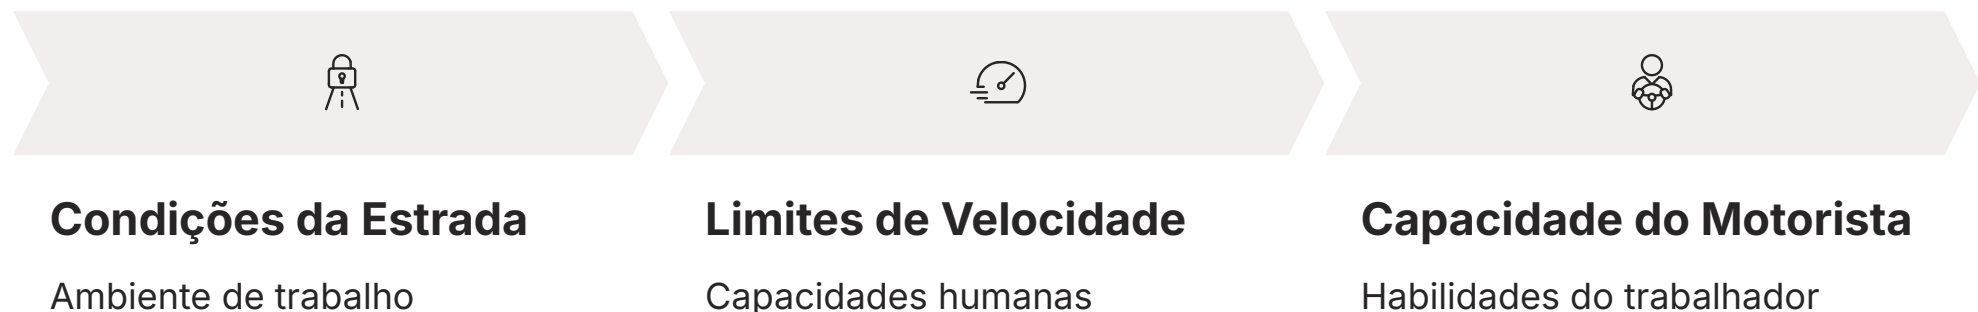 Condições da Estrada
Ambiente de trabalho
Limites de Velocidade
Capacidades humanas
Capacidade do Motorista
Habilidades do trabalhador